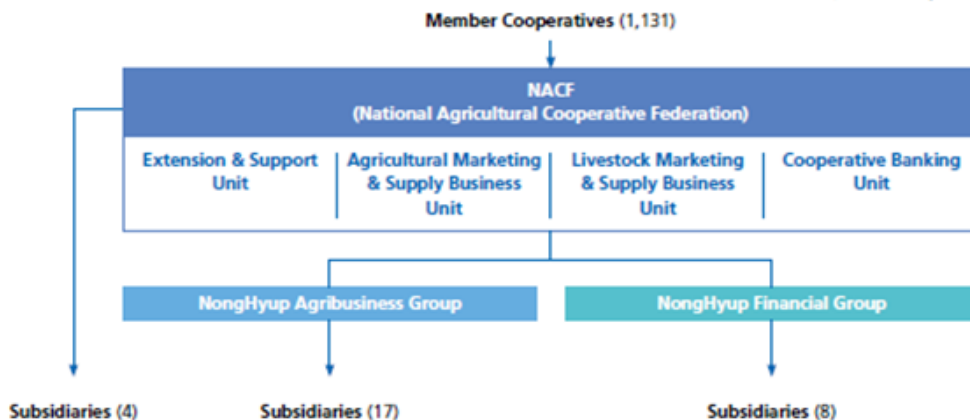 Member Cooperatives (1,131)
NACF
(National Agricultural Cooperative Federation)
Extension & Support
Unit
Agricultural Marketing
& Supply Business
Unit
Livestock Marketing
& Supply Business
Unit
Cooperative Banking
Unit
NongHyup Agribusiness Group
NongHyup Financial Group
Subsidiaries (4)
Subsidiaries (17)
Subsidiaries (8)